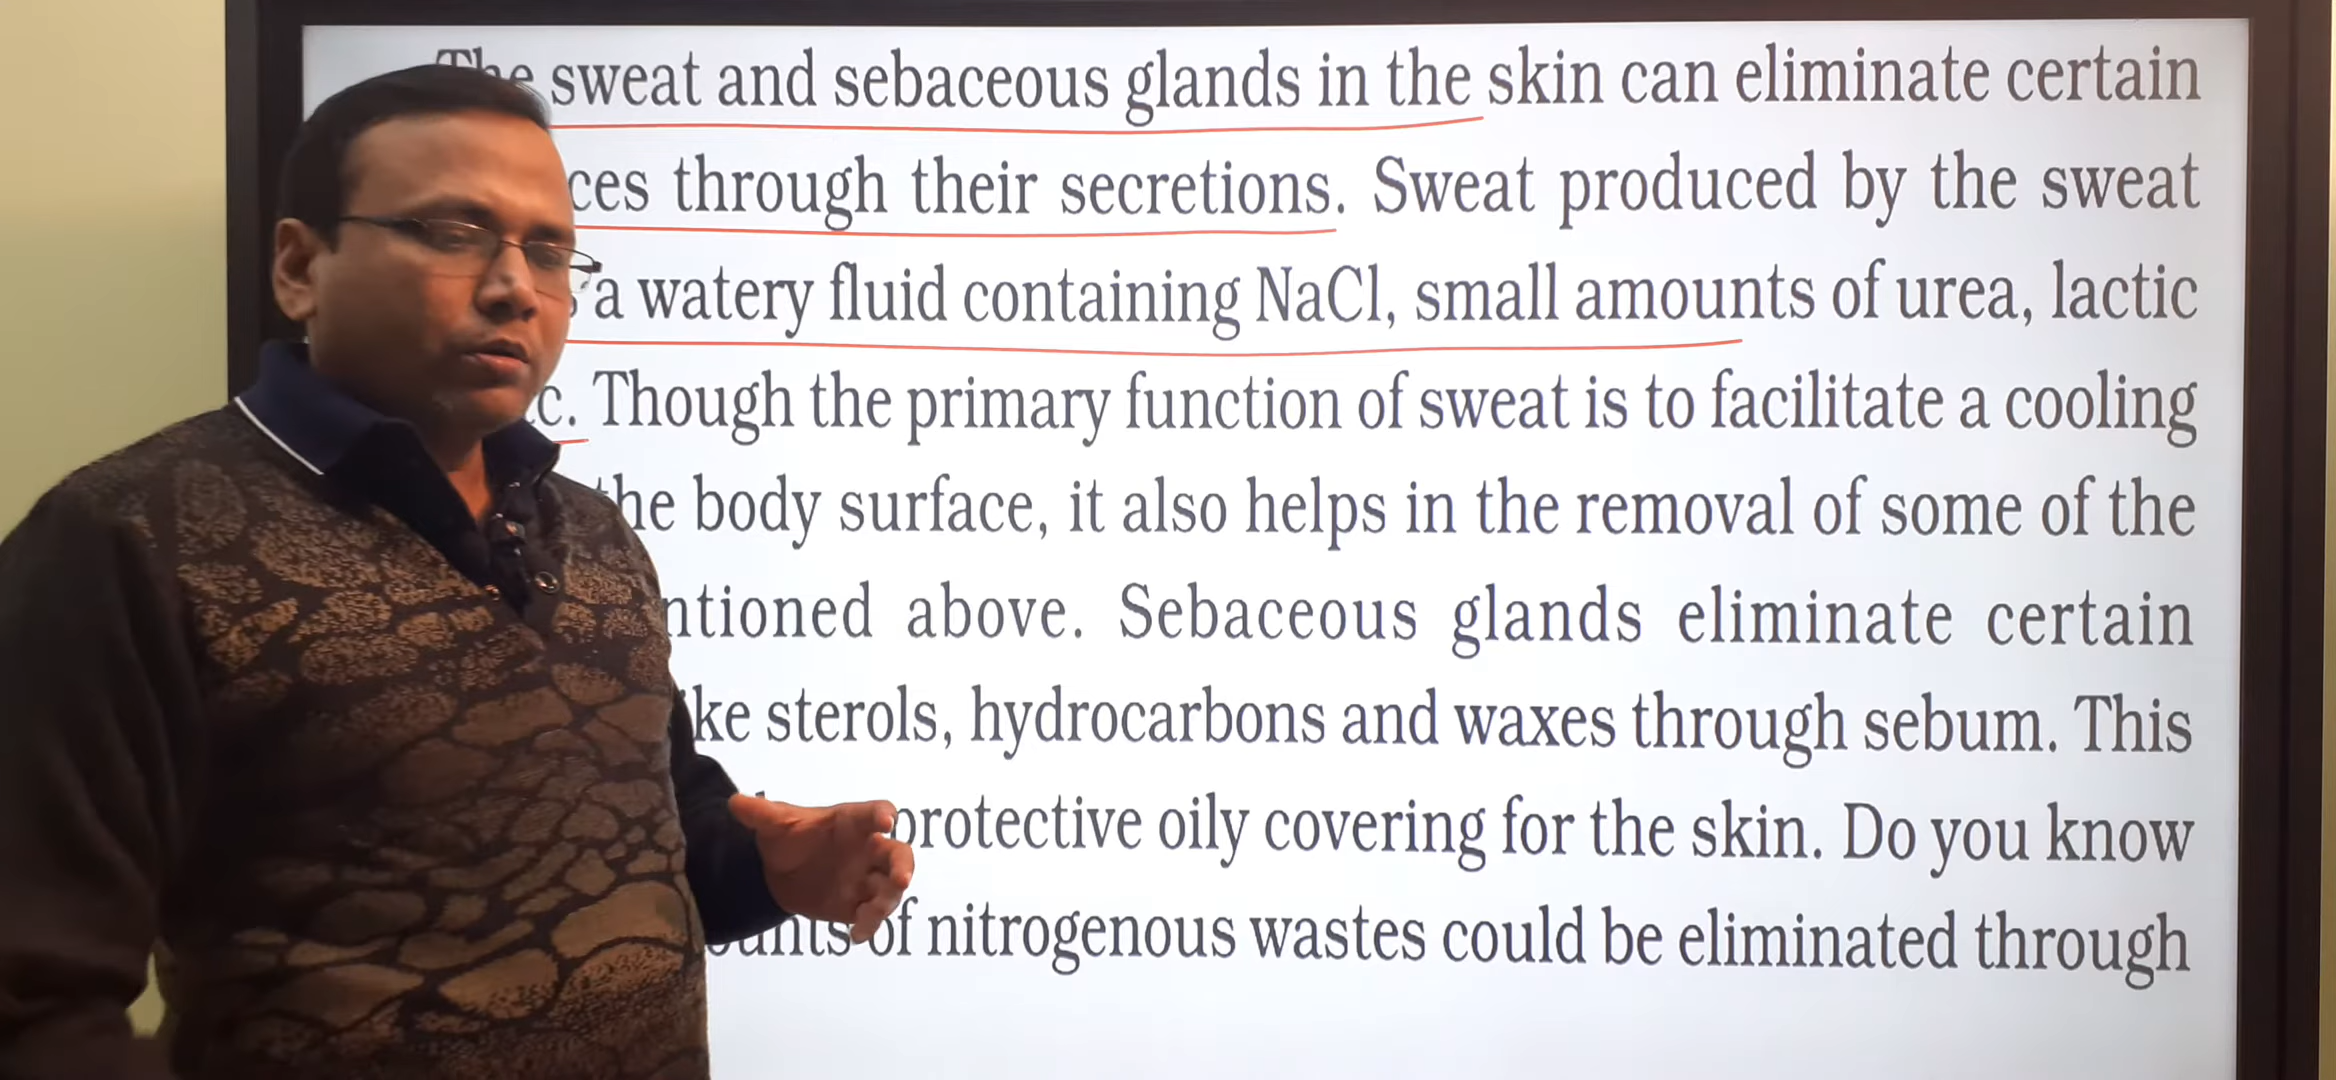 The sweat and sebaceous glands in the skin can eliminate certain
through their secretions. Sweat produced by the sweat
a watery fluid containing NaCl, small amounts of urea, lactic
Though the primary function of sweat is to facilitate a cooling
the body surface, it also helps in the removal of some of the
above. Sebaceous glands eliminate certain
sterols, hydrocarbons and waxes through sebum. This
protective oily covering for the skin. Do you know
of nitrogenous wastes could be eliminated through